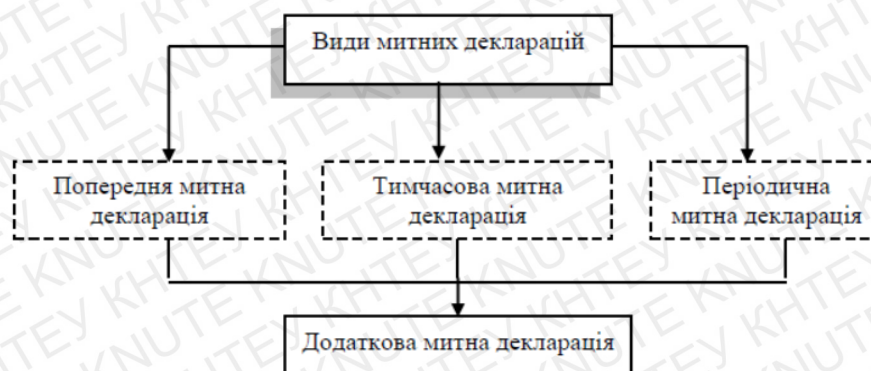 Види митних декларацій
Попередня митна
декларація
Тимчасова митна
декларація
Періодична
митна декларація
Додаткова митна декларація